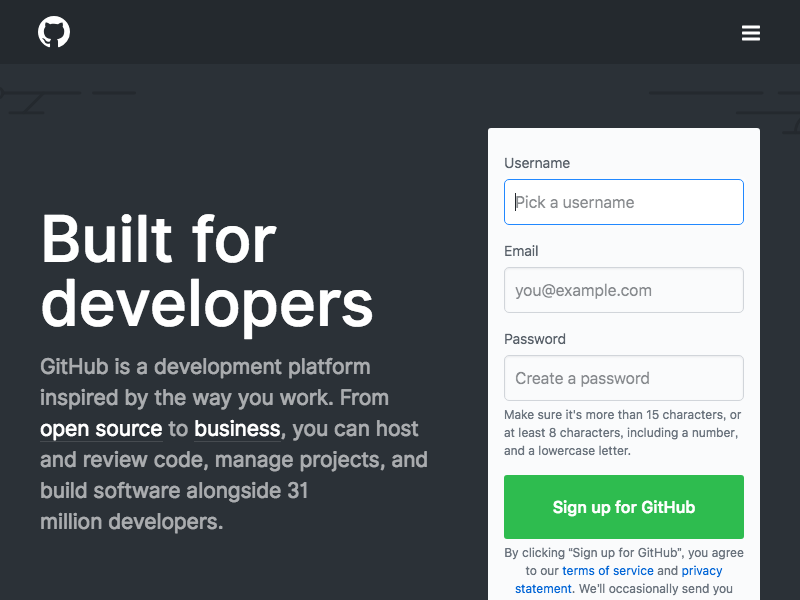 Built for
developers
GitHub is a development platform
inspired by the way you work. From
open source to business, you can host
and review code, manage projects, and
build software alongside 31
million developers.
Username
Pick a username
Email
you@example.com
Password
Create a password
Make sure it's more than 15 characters, or
at least 8 characters, including a number,
and a lowercase letter.
Sign up for GitHub
By clicking “Sign up for GitHub”, you agree
to our terms of service and privacy
statement. We’ll occasionally send you